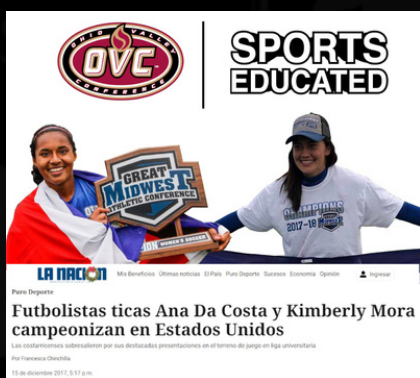 OHIO VALLEY
OVC
CONFERENCE
SPORTS
EDUCATED
GREAT
MIDWEST
ATHLETIC CONFERENCE
WOMEN'S SOCCER
CHAMPIONS
2017-18
LA NACION
Mis Beneficios Últimas noticias El País Puro Deporte Sucesos Economía Opinión Ingresar
Puro Deporte
Futbolistas ticas Ana Da Costa y Kimberly Mora
campeonizan en Estados Unidos
Las costarricenses sobresalieron por sus destacadas presentaciones en el terreno de juego en liga universitaria
Por Francesca Chinchilla
15 de diciembre 2017, 5:17 p.m.